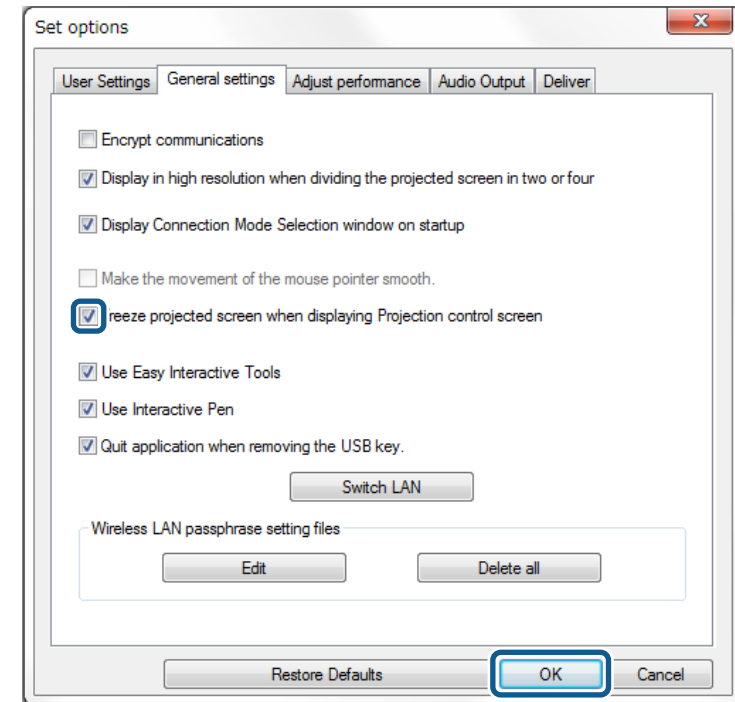 Set options
User Settings General settings Adjust performance Audio Output Deliver
Encrypt communications
Display in high resolution when dividing the projected screen in two or four
Display Connection Mode Selection window on startup
Make the movement of the mouse pointer smooth.
reeze projected screen when displaying Projection control screen
Use Easy Interactive Tools
Use Interactive Pen
Quit application when removing the USB key.
Switch LAN
Wireless LAN passphrase setting files
Edit Delete all
Restore Defaults OK Cancel